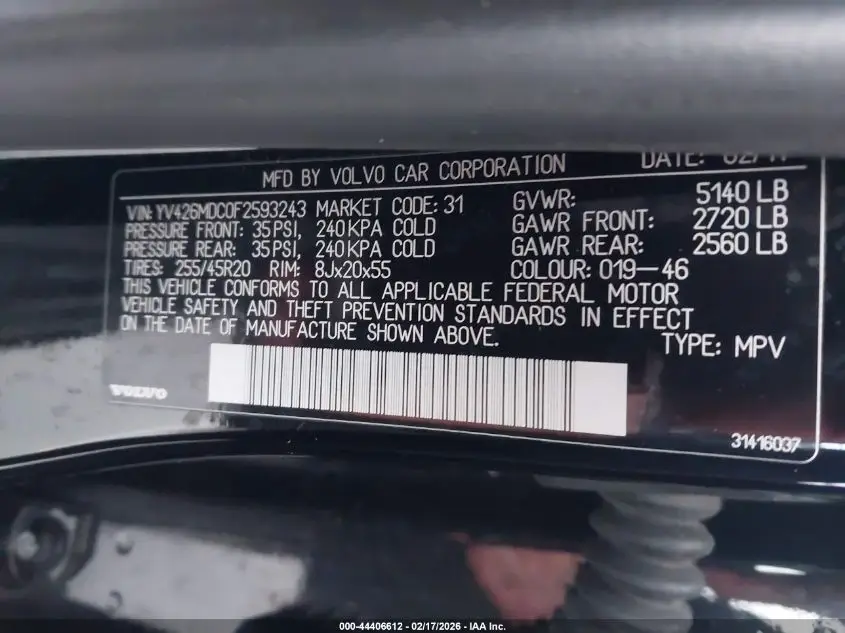 MFD BY VOLVO CAR CORPORATION DATE:
VIN: YV426MDC0F2593243 MARKET CODE: 31 GVWR: 5140 LB
PRESSURE FRONT: 35PSI, 240KPA COLD GAWR FRONT: 2720 LB
PRESSURE REAR: 35PSI, 240KPA COLD GAWR REAR: 2560 LB
TIRES: 255/45R20 RIM: 8Jx20x55 COLOUR: 019-46
THIS VEHICLE CONFORMS TO ALL APPLICABLE FEDERAL MOTOR
VEHICLE SAFETY AND THEFT PREVENTION STANDARDS IN EFFECT
ON THE DATE OF MANUFACTURE SHOWN ABOVE.
TYPE: MPV
VOLVO
31416037
000-44406612 - 02/17/2026 - IAA Inc.